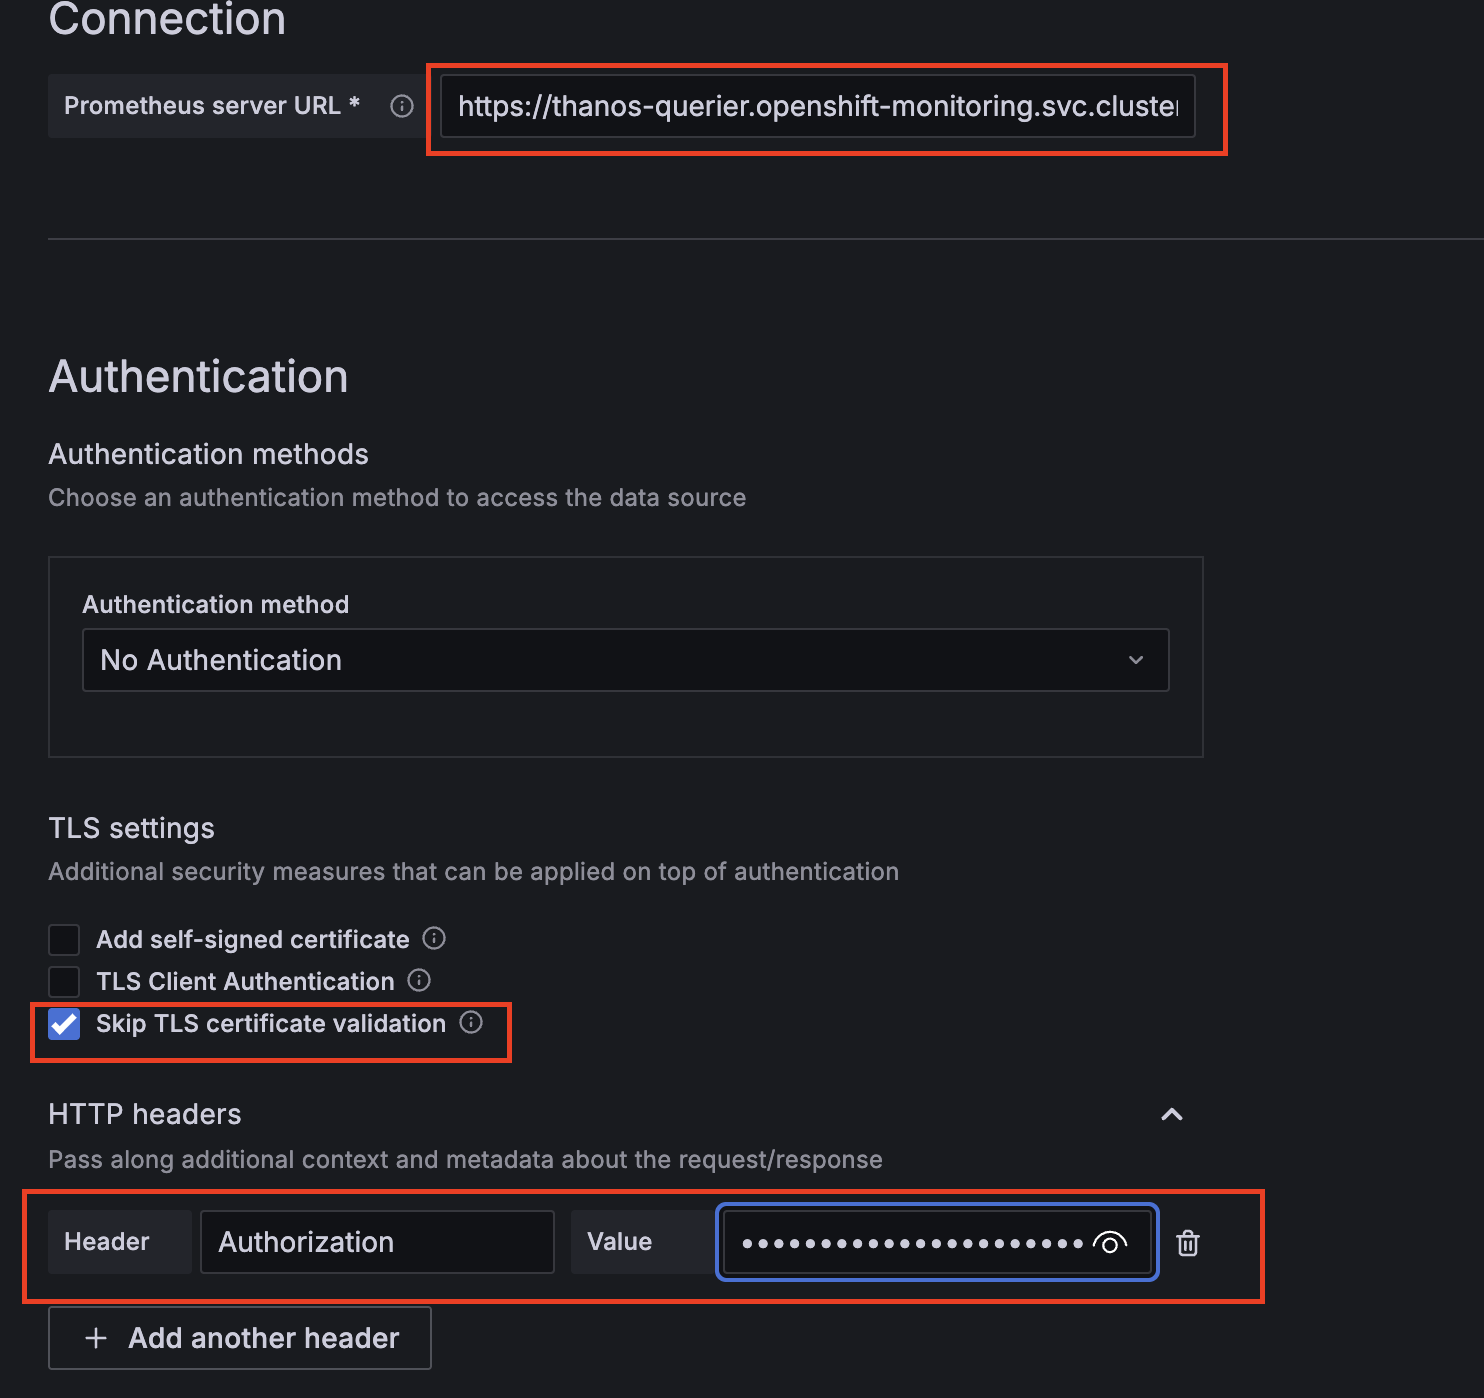 Connection
Prometheus server URL *
https://thanos-querier.openshift-monitoring.svc.cluster
Authentication
Authentication methods
Choose an authentication method to access the data source
Authentication method
No Authentication
TLS settings
Additional security measures that can be applied on top of authentication
Add self-signed certificate
TLS Client Authentication
Skip TLS certificate validation
HTTP headers
Pass along additional context and metadata about the request/response
Header Authorization Value ••••••••••••••••••••••
+ Add another header